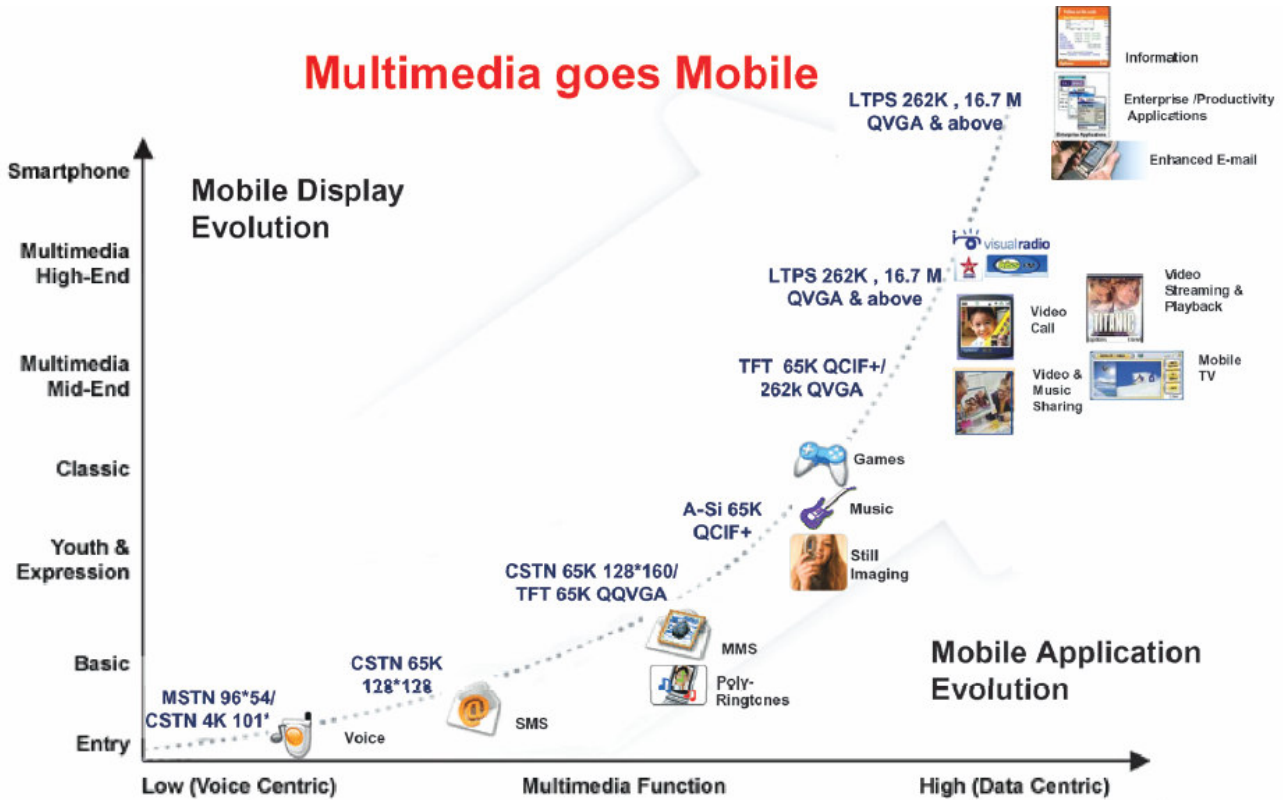 Multimedia goes Mobile
LTPS 262K , 16.7 M
QVGA & above
Information
Enterprise /Productivity
Applications
Enterprise Applications
Enhanced E-mail
Smartphone
Mobile Display
Evolution
Multimedia
High-End
visualradio
LTPS 262K , 16.7 M
QVGA & above
Video
Streaming &
Playback
Video
Call
TITANIC
Multimedia
Mid-End
TFT 65K QCIF+/
262k QVGA
Video &
Music
Sharing
Mobile
TV
Classic
Games
A-Si 65K
QCIF+
Music
Youth &
Expression
Still
Imaging
CSTN 65K 128*160/
TFT 65K QQVGA
Basic
CSTN 65K
128*128
MMS
Poly-
Ringtones
Mobile Application
Evolution
MSTN 96*54/
CSTN 4K 101*
SMS
Voice
Entry
Low (Voice Centric)
Multimedia Function
High (Data Centric)